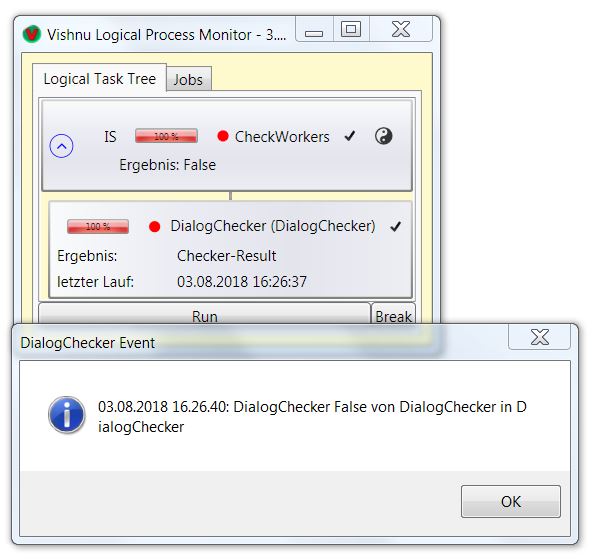 Vishnu Logical Process Monitor - 3....
Logical Task Tree Jobs
IS 100 % CheckWorkers
Ergebnis: False
100 % DialogChecker (DialogChecker)
Ergebnis: Checker-Result
letzter Lauf: 03.08.2018 16:26:37
Run Break
DialogChecker Event
03.08.2018 16.26.40: DialogChecker False von DialogChecker in D
ialogChecker
OK